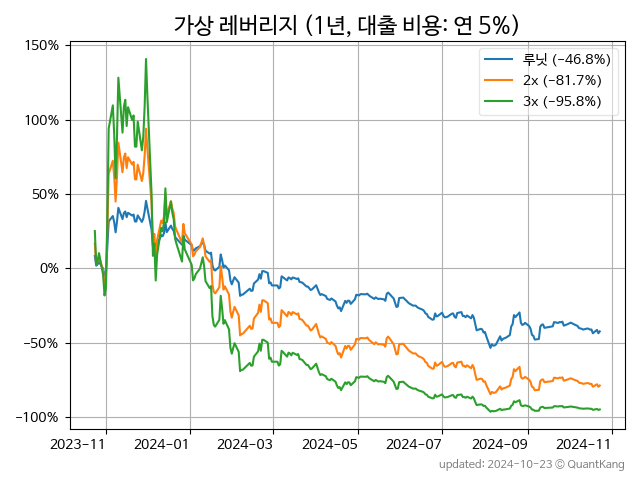 가상 레버리지 (1년, 대출 비용: 연 5%)
150%
100%
50%
0%
−50%
−100%
루닛 (−46.8%)
2x (−81.7%)
3x (−95.8%)
2023-11
2024-01
2024-03
2024-05
2024-07
2024-09
2024-11
updated: 2024-10-23 © QuantKang